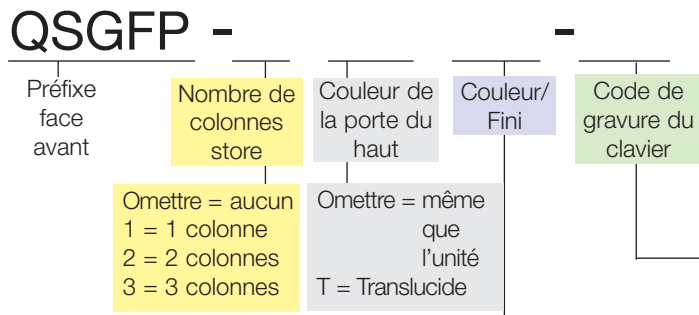 QSGFP - -
Préfixe
face
avant
Nombre de
colonnes
store
Couleur de
la porte du
haut
Couleur/
Fini
Code de
gravure du
clavier
Omettre = aucun
1 = 1 colonne
2 = 2 colonnes
3 = 3 colonnes
Omettre = même
que
l'unité
T = Translucide